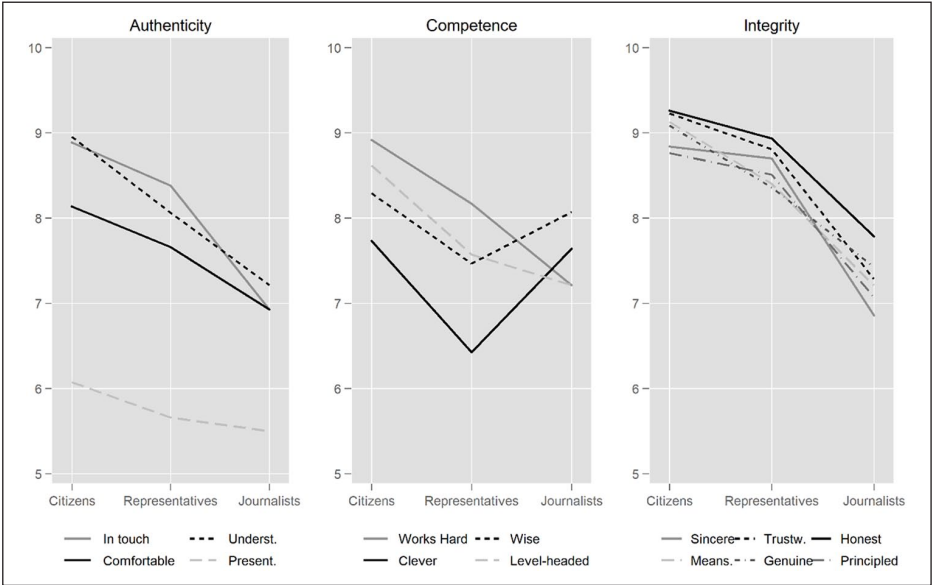 Authenticity
10
9
8
7
6
5
Citizens Representatives Journalists
In touch Underst.
Comfortable Present.
Competence
10
9
8
7
6
5
Citizens Representatives Journalists
Works Hard Wise
Clever Level-headed
Integrity
10
9
8
7
6
5
Citizens Representatives Journalists
Sincere Trustw. Honest
Means. Genuine Principled